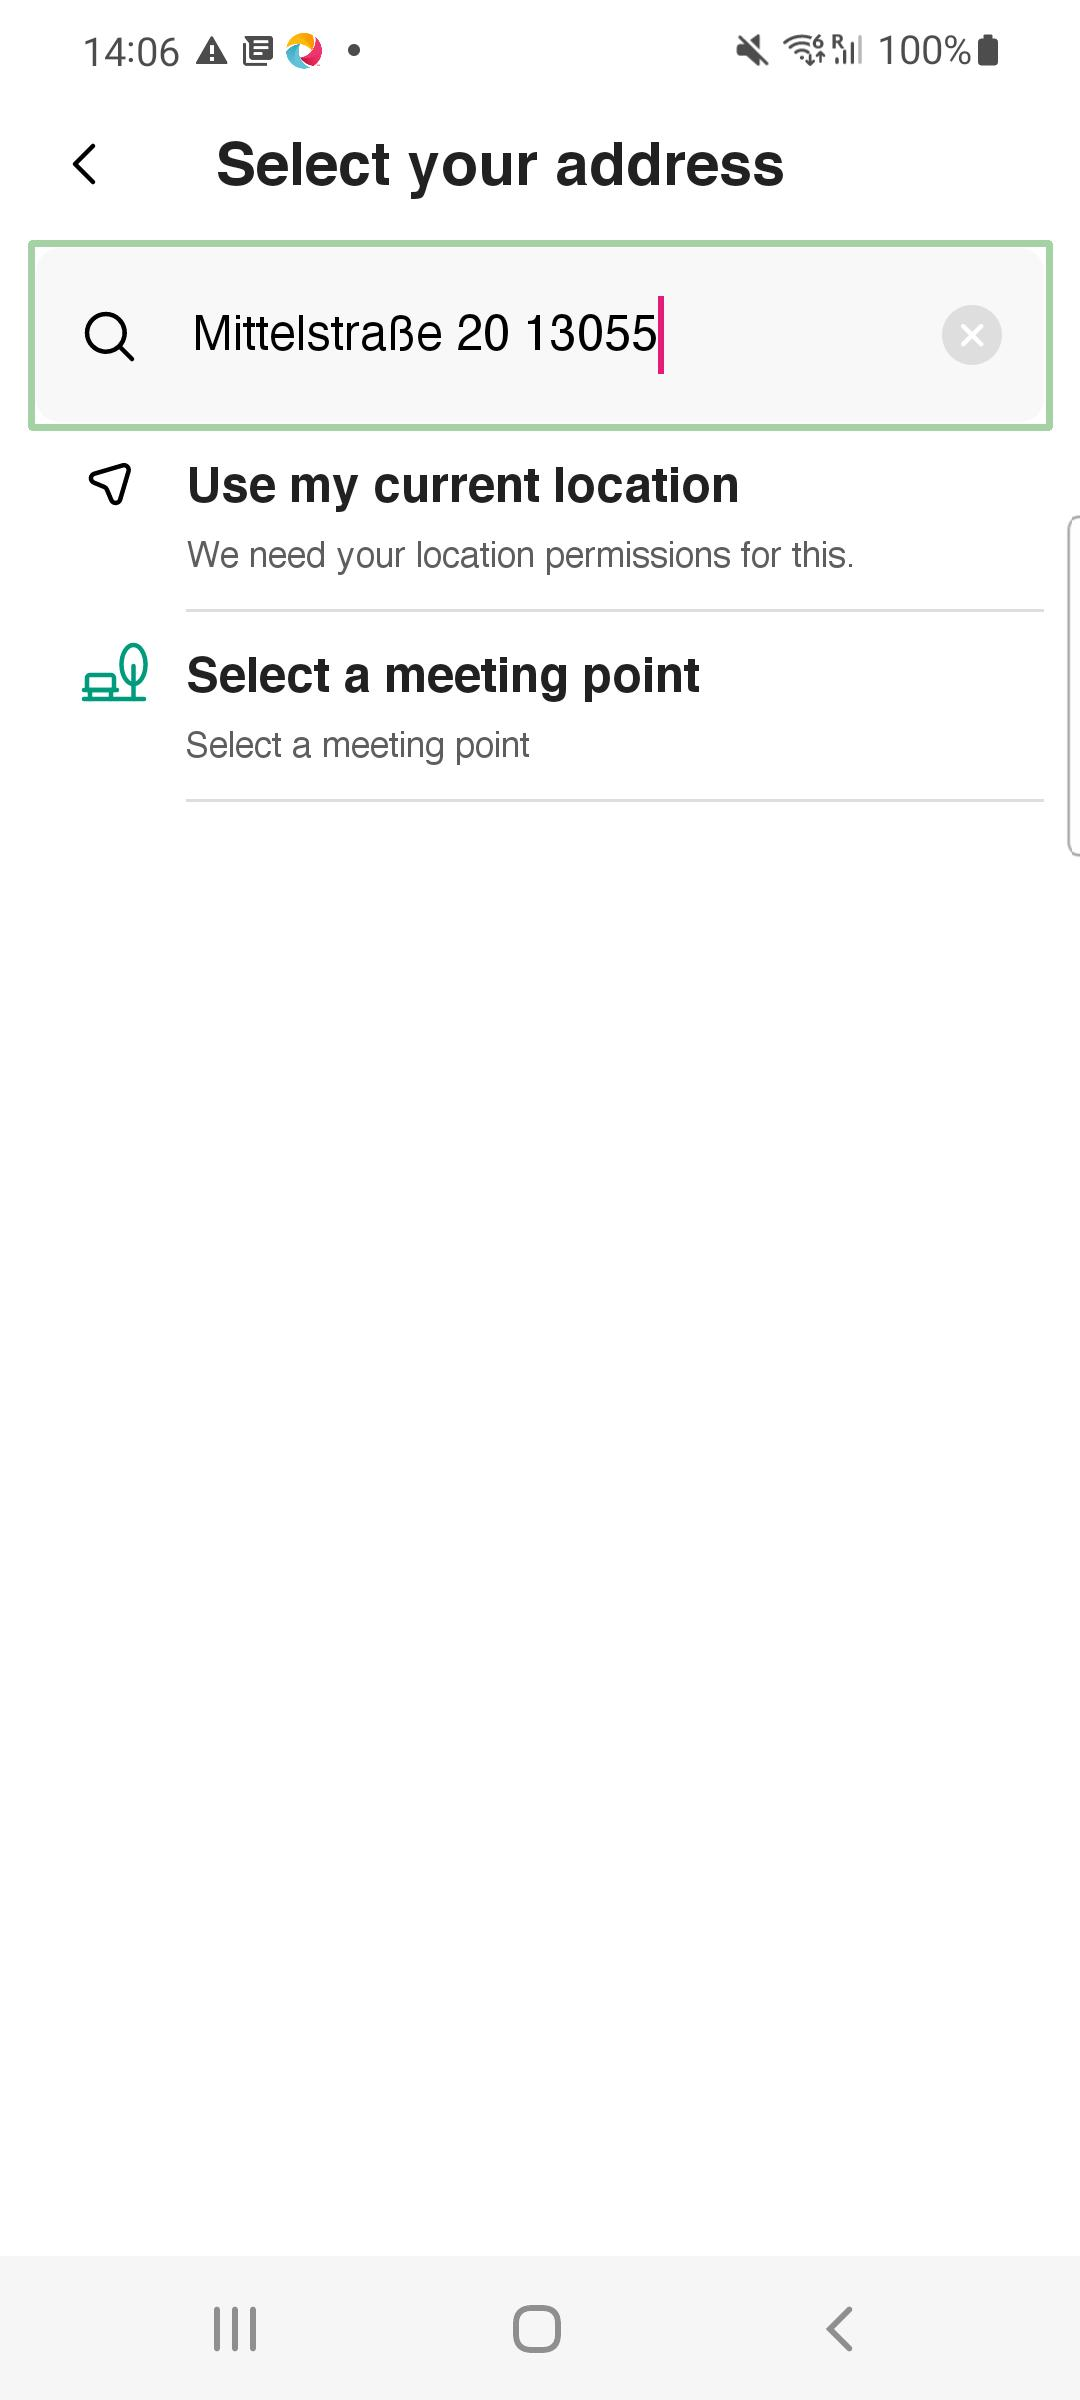 14:06 100%
Select your address
Mittelstraße 20 13055
Use my current location
We need your location permissions for this.
Select a meeting point
Select a meeting point